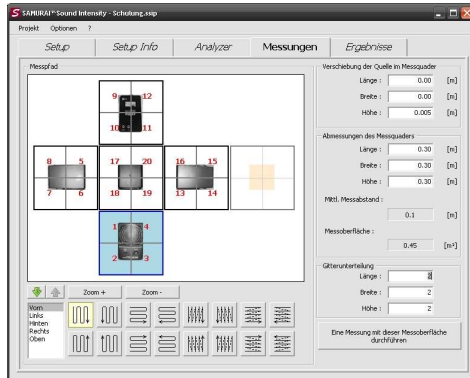 SAMURAI® Sound Intensity - Schulung.ssip
Projekt Optionen ?
Setup Setup Info Analyzer Messungen Ergebnisse
Messpfad
9 12
10 11
8 5 17 20 16 15
7 6 18 19 13 14
1 4
2 3
Zoom + Zoom -
Vorn
Links
Hinten
Rechts
Oben
Verschiebung der Quelle im Messquader
Länge : 0.00 [m]
Breite : 0.00 [m]
Höhe : 0.005 [m]
Abmessungen des Messquaders
Länge : 0.30 [m]
Breite : 0.30 [m]
Höhe : 0.30 [m]
Mittl. Messabstand :
0.1 [m]
Messoberfläche :
0.45 [m²]
Gitterunterteilung
Länge : 2
Breite : 2
Höhe : 2
Eine Messung mit dieser Messoberfläche
durchführen